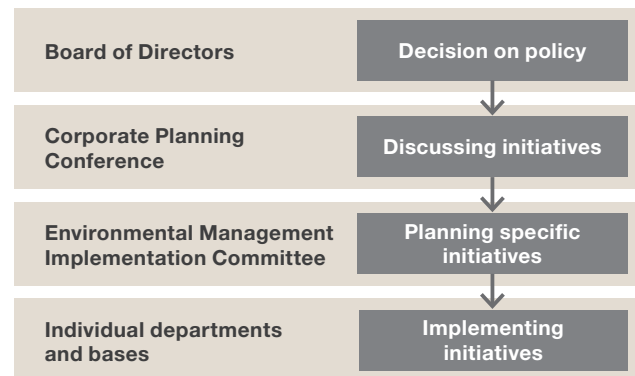 Board of Directors
Decision on policy
Corporate Planning
Conference
Discussing initiatives
Environmental Management
Implementation Committee
Planning specific
initiatives
Individual departments
and bases
Implementing
initiatives